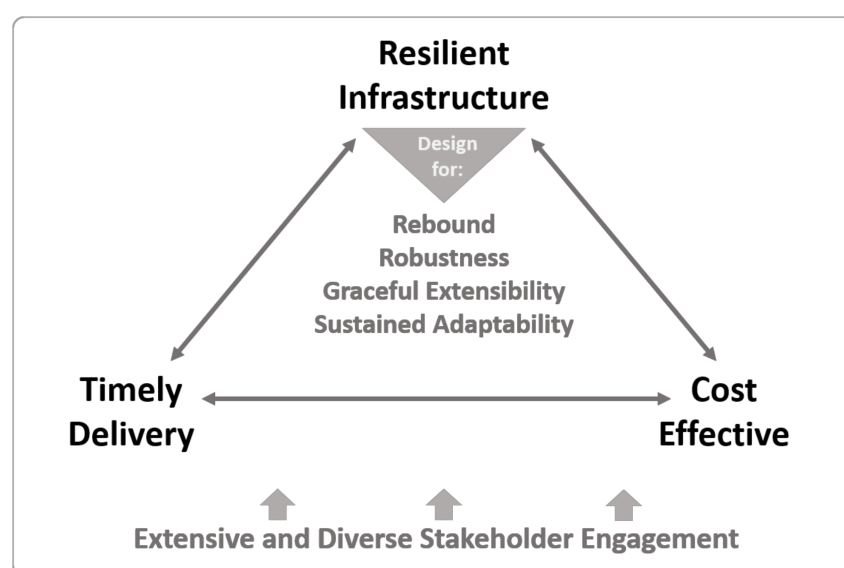 Resilient
Infrastructure
Design
for:
Rebound
Robustness
Graceful Extensibility
Sustained Adaptability
Timely
Delivery
Cost
Effective
Extensive and Diverse Stakeholder Engagement